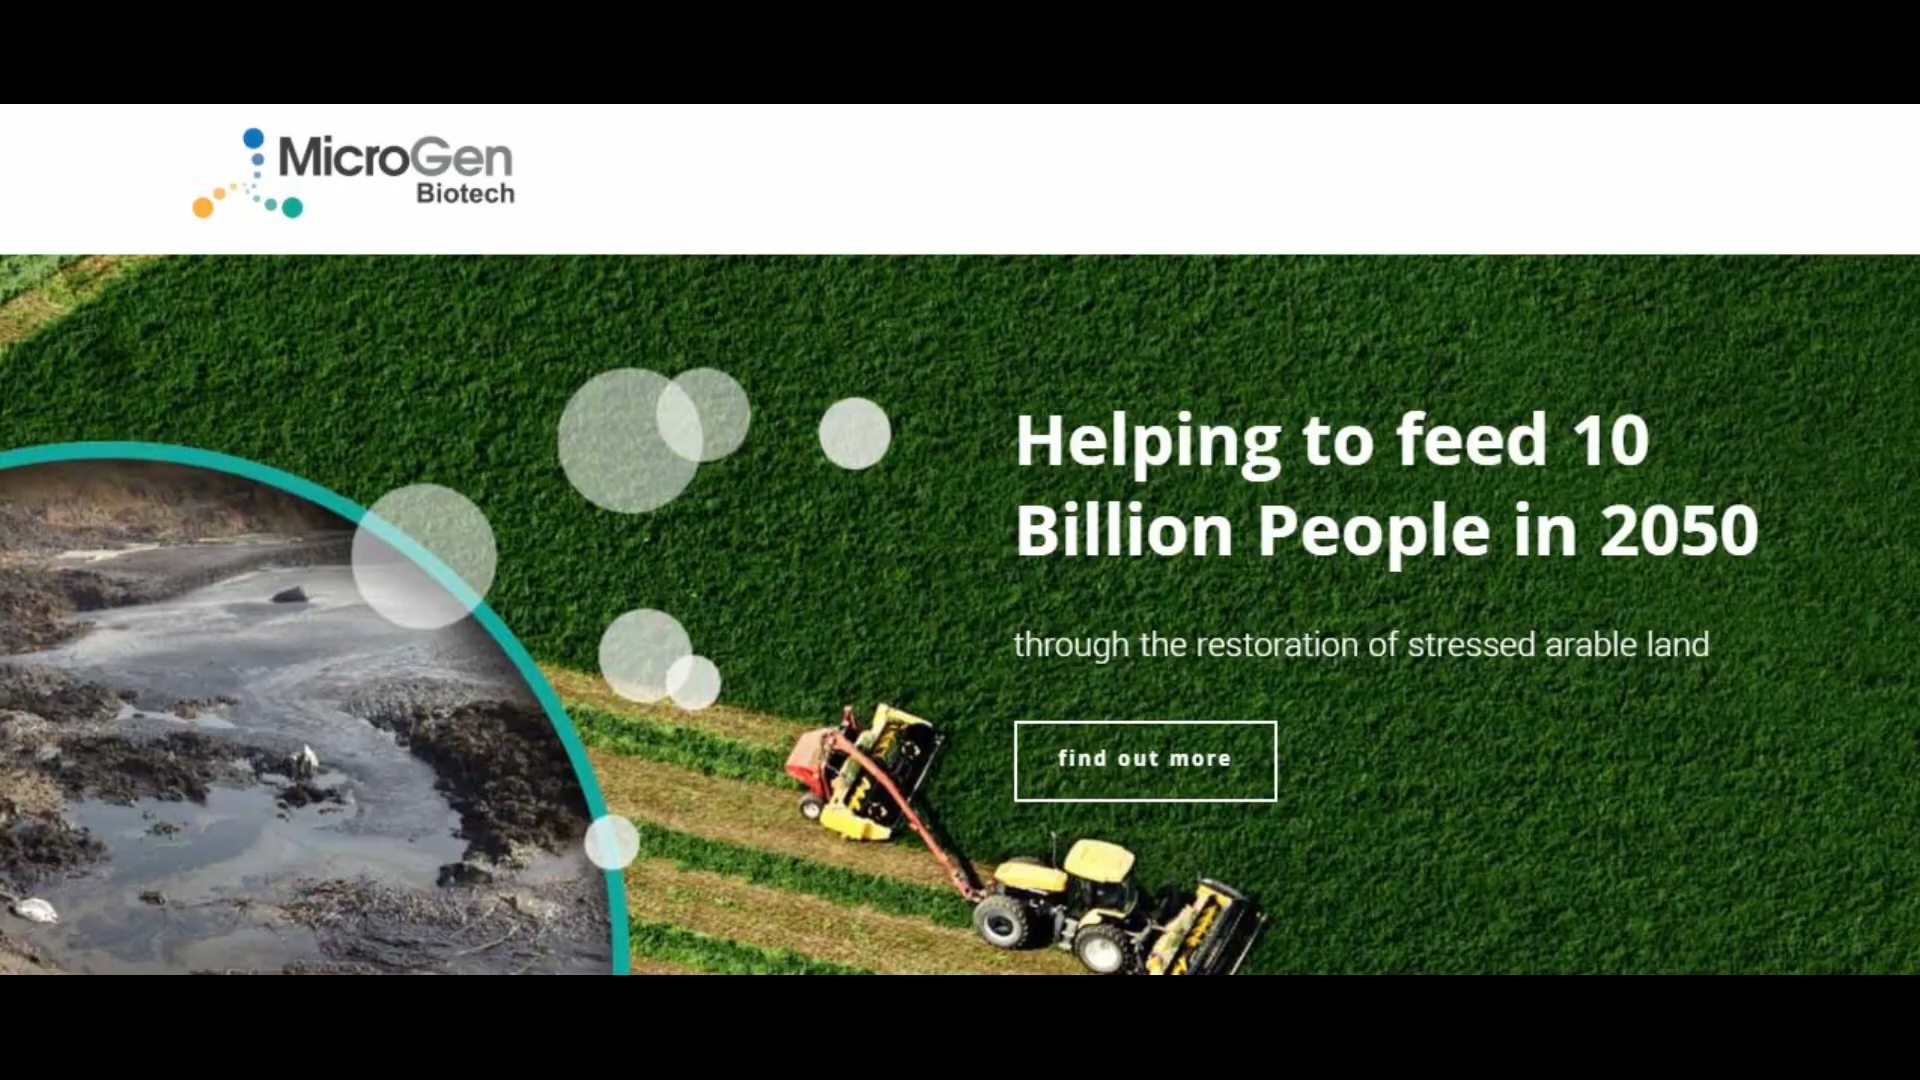 MicroGen
Biotech
Helping to feed 10
Billion People in 2050
through the restoration of stressed arable land
find out more